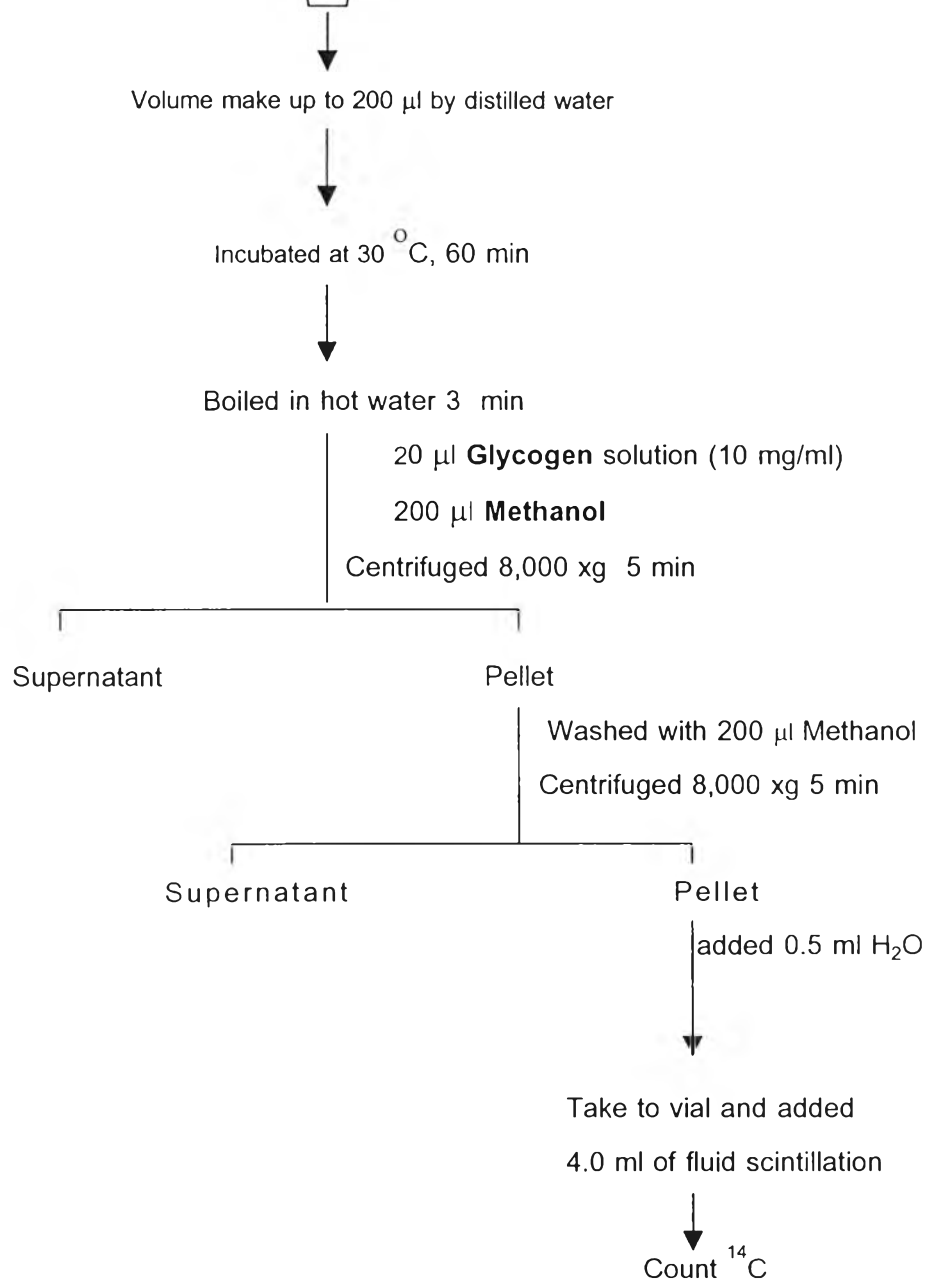 Volume make up to 200 µl by distilled water
Incubated at 30 °C, 60 min
Boiled in hot water 3 min
20 µl Glycogen solution (10 mg/ml)
200 µl Methanol
Centrifuged 8,000 xg 5 min
Supernatant
Pellet
Washed with 200 µl Methanol
Centrifuged 8,000 xg 5 min
Supernatant
Pellet
added 0.5 ml H₂O
Take to vial and added
4.0 ml of fluid scintillation
Count ¹⁴C